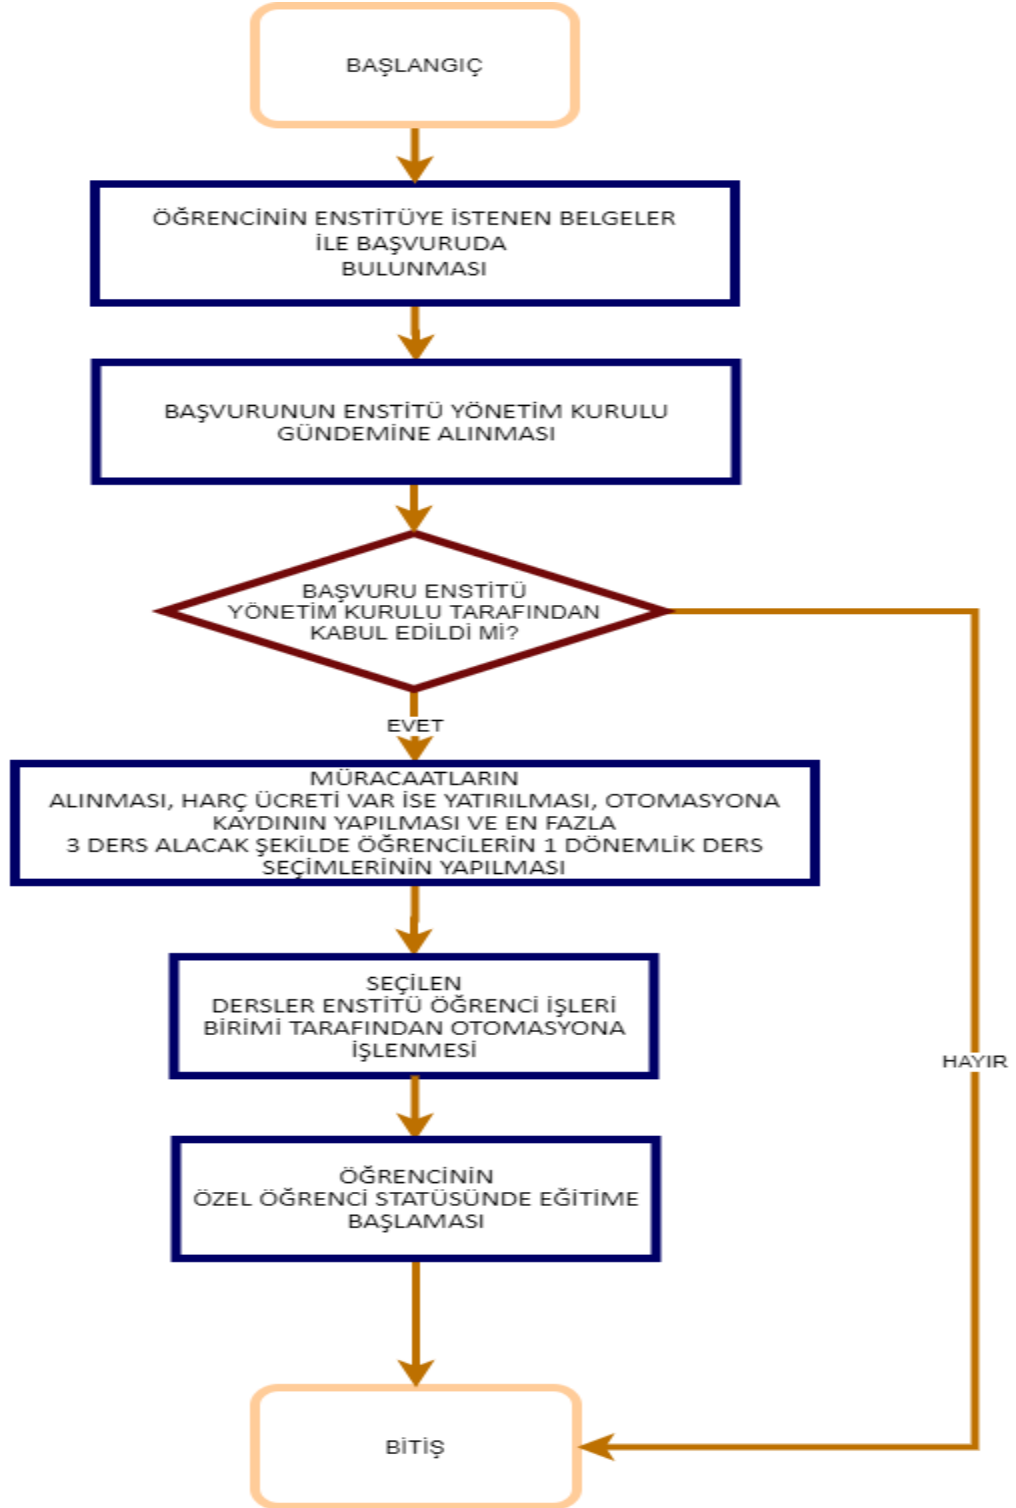 BAŞLANGIÇ
ÖĞRENCİNİN ENSTİTÜYE İSTENEN BELGELER
İLE BAŞVURUDA
BULUNMASI
BAŞVURUNUN ENSTİTÜ YÖNETİM KURULU
GÜNDEMİNE ALINMASI
BAŞVURU ENSTİTÜ
YÖNETİM KURULU TARAFINDAN
KABUL EDİLDİ Mİ?
EVET
MÜRACAATLARIN
ALINMASI, HARÇ ÜCRETİ VAR İSE YATIRILMASI, OTOMASYONA
KAYDININ YAPILMASI VE EN FAZLA
3 DERS ALACAK ŞEKİLDE ÖĞRENCİLERİN 1 DÖNEMLİK DERS
SEÇİMLERİNİN YAPILMASI
SEÇİLEN
DERSLER ENSTİTÜ ÖĞRENCİ İŞLERİ
BİRİMİ TARAFINDAN OTOMASYONA
İŞLENMESİ
HAYIR
ÖĞRENCİNİN
ÖZEL ÖĞRENCİ STATÜSÜNDE EĞİTİME
BAŞLAMASI
BİTİŞ